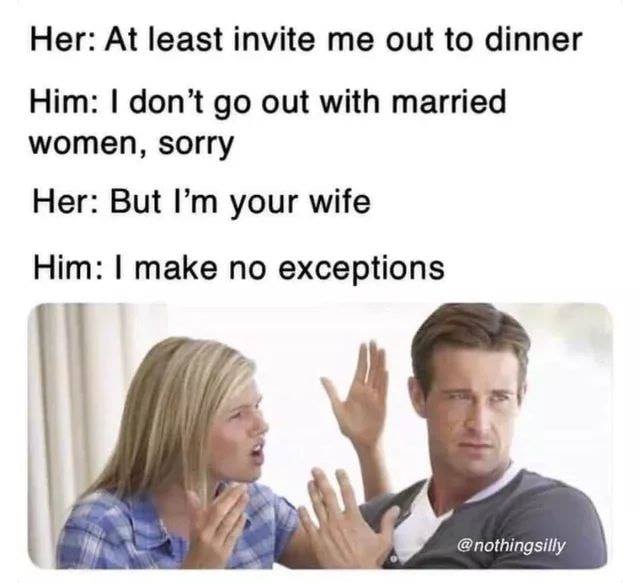 Her: At least invite me out to dinner
Him: I don't go out with married
women, sorry
Her: But I'm your wife
Him: I make no exceptions
@nothingsilly